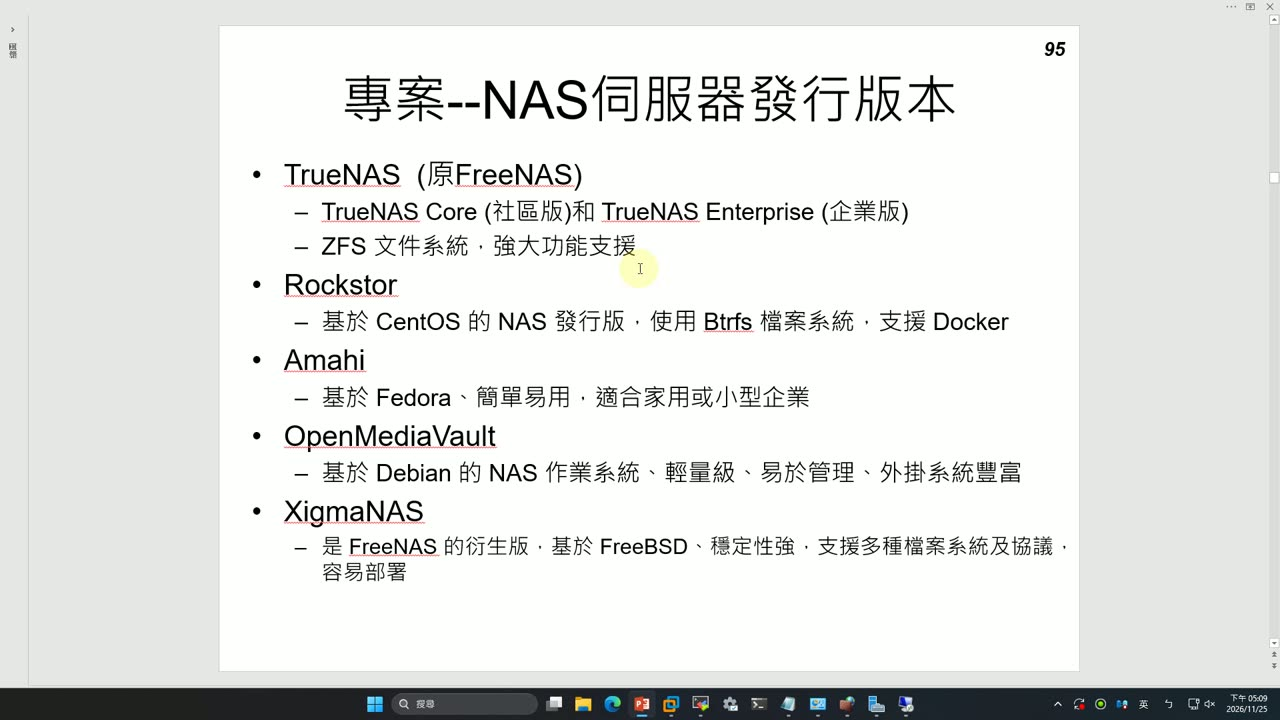 95
專案--NAS伺服器發行版本
• TrueNAS (原FreeNAS)
– TrueNAS Core (社區版)和 TrueNAS Enterprise (企業版)
– ZFS 文件系統，強大功能支援
• Rockstor
– 基於 CentOS 的 NAS 發行版，使用 Btrfs 檔案系統，支援 Docker
• Amahi
– 基於 Fedora、簡單易用，適合家用或小型企業
• OpenMediaVault
– 基於 Debian 的 NAS 作業系統、輕量級、易於管理、外掛系統豐富
• XigmaNAS
– 是 FreeNAS 的衍生版，基於 FreeBSD、穩定性強，支援多種檔案系統及協議，
容易部署
搜尋
英
下午 05:09
2026/11/25